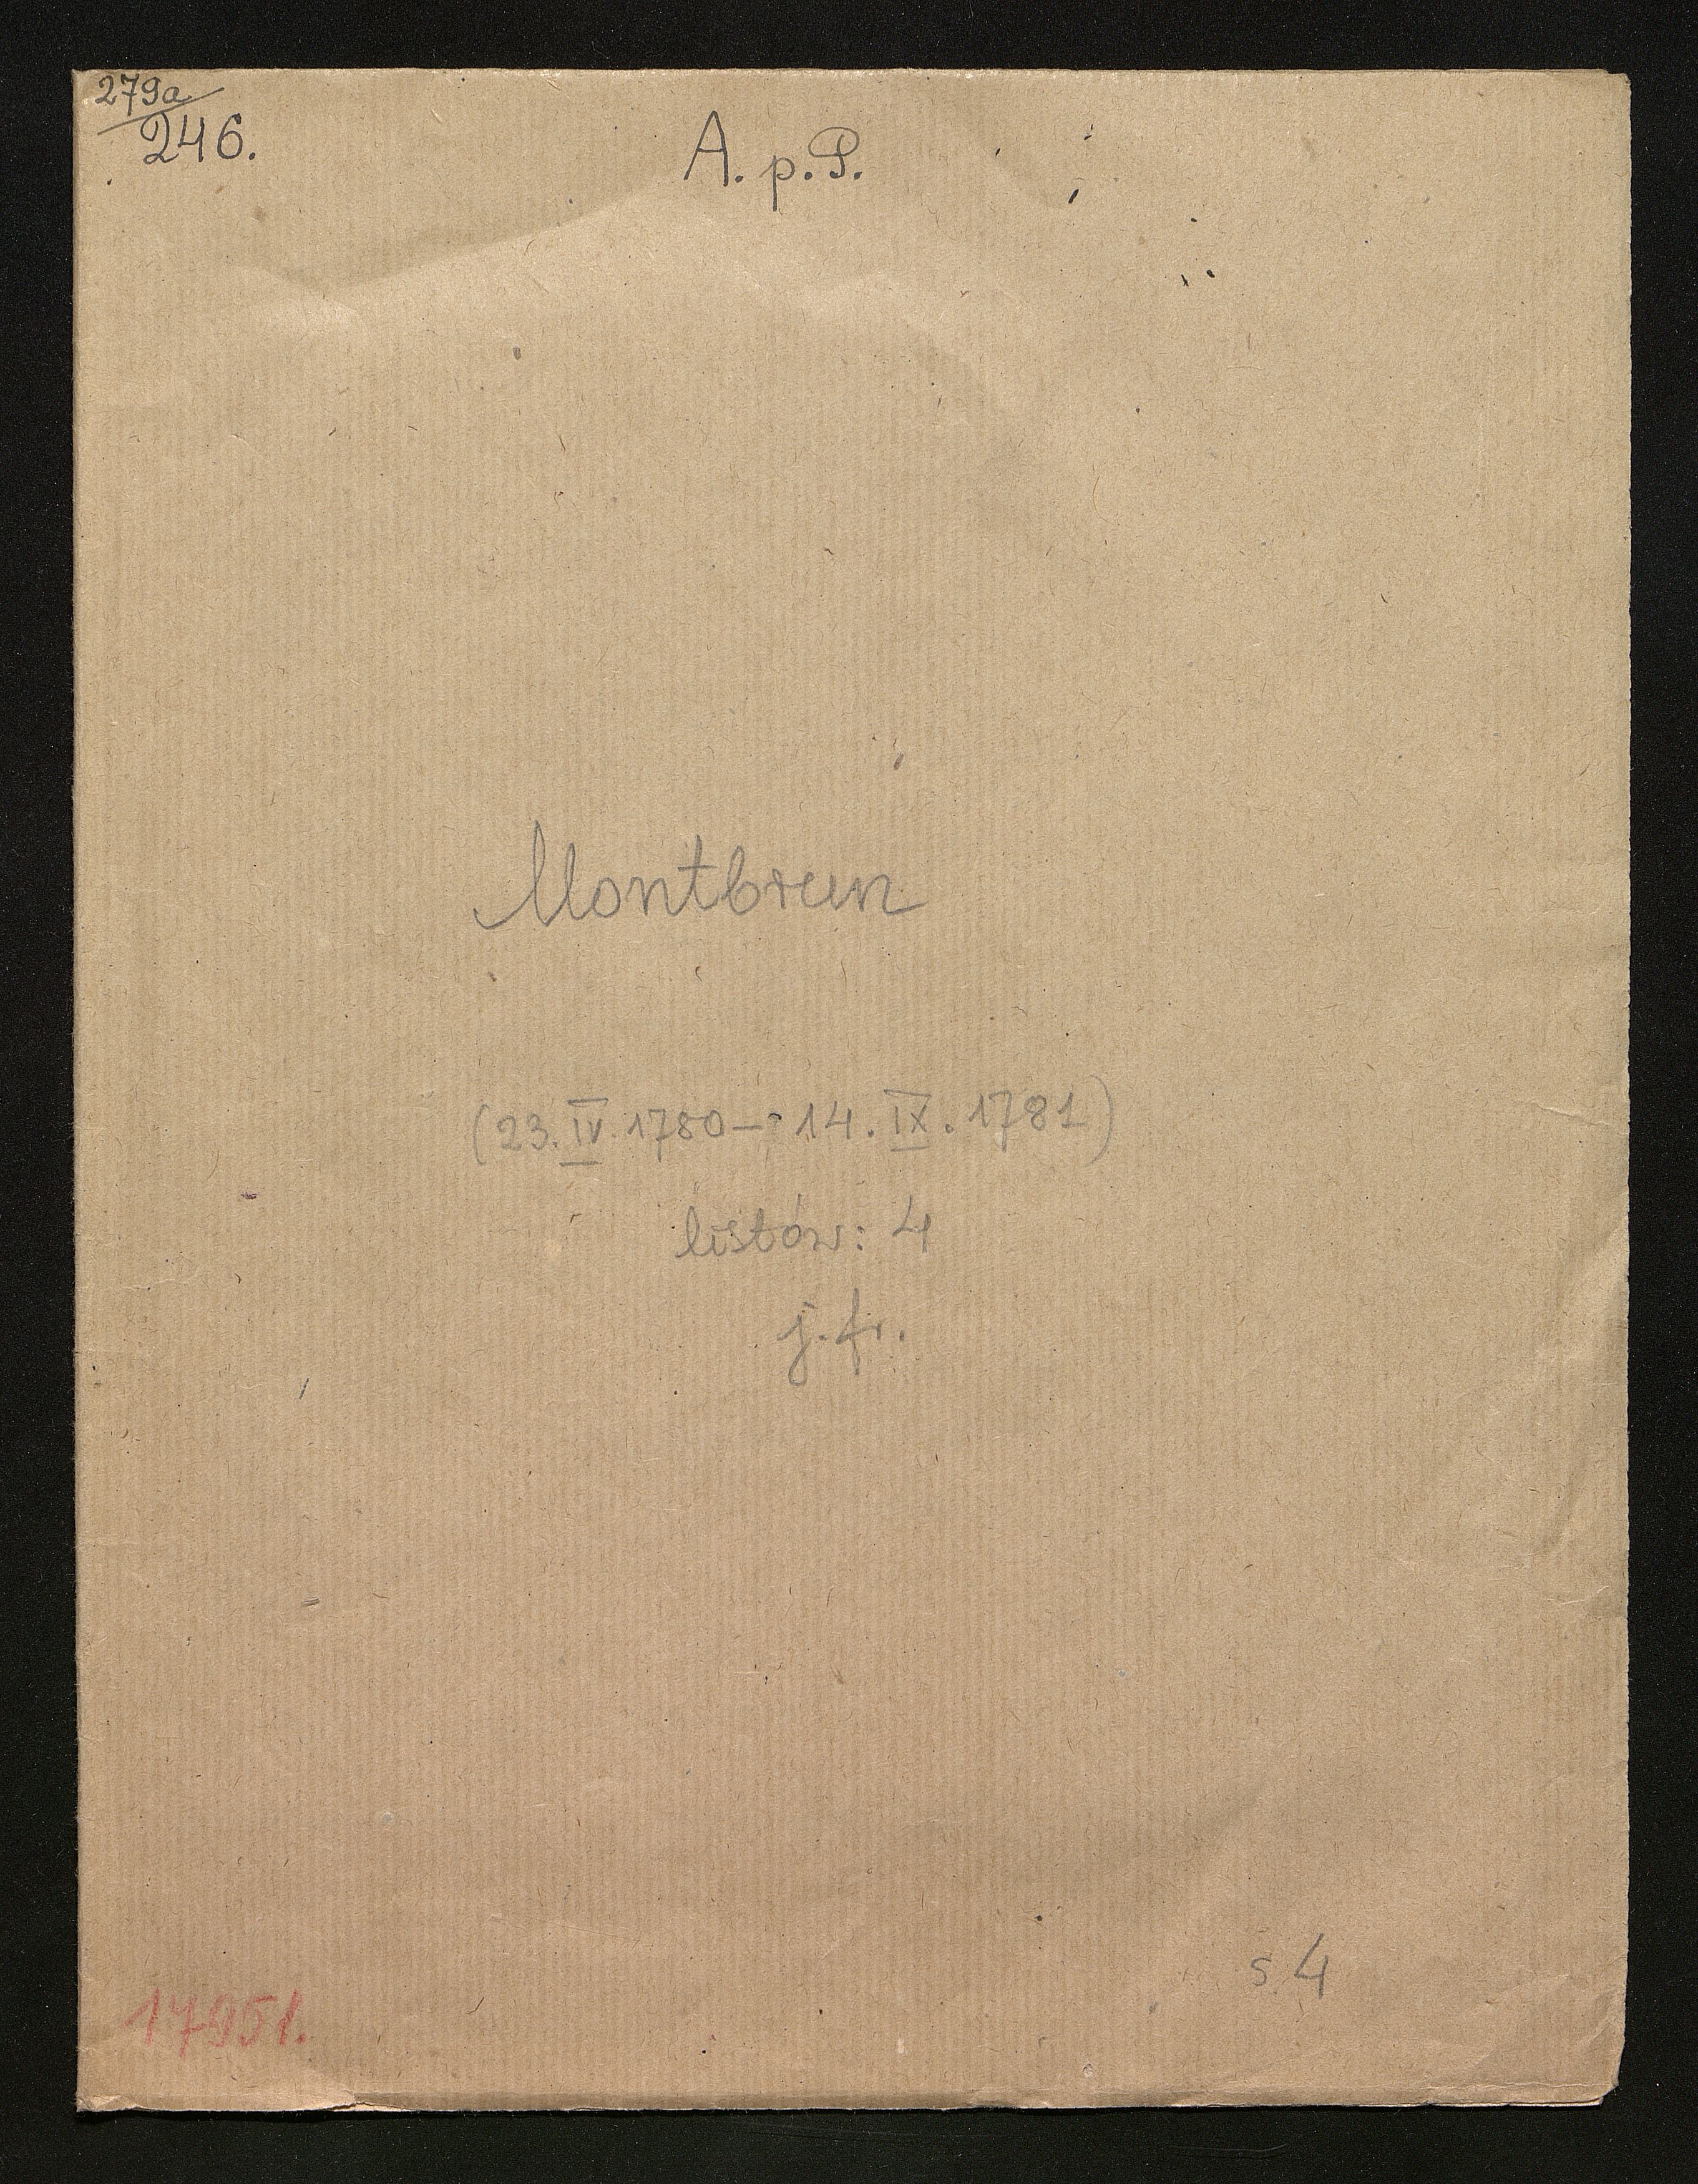 279a
246.
A. p. P.
Montbrun
(23. IV. 1780 – 14. IX. 1781)
listów: 4
j. fr.
s 4
17951.